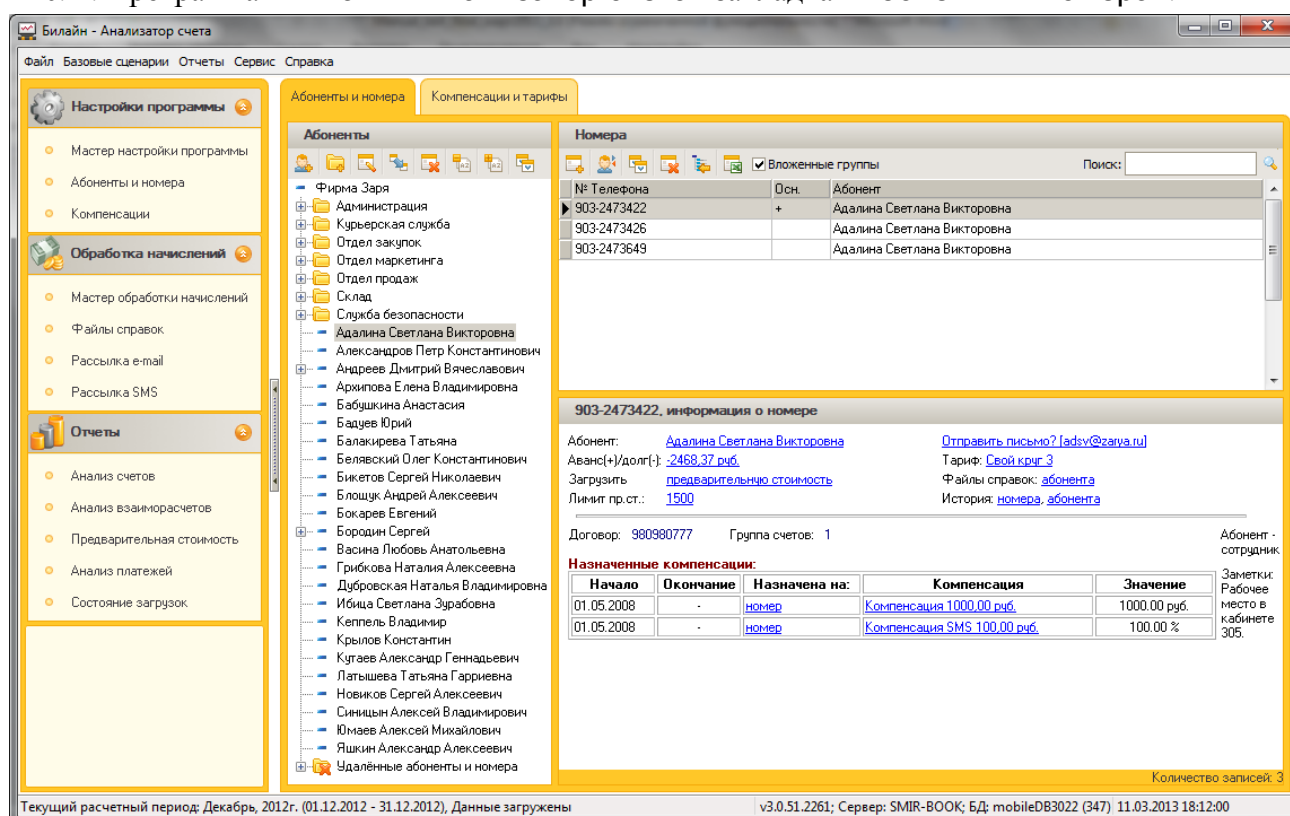 Билайн - Анализатор счета
Файл Базовые сценарии Отчеты Сервис Справка
Настройки программы
Мастер настройки программы
Абоненты и номера
Компенсации
Обработка начислений
Мастер обработки начислений
Файлы справок
Рассылка e-mail
Рассылка SMS
Отчеты
Анализ счетов
Анализ взаиморасчетов
Предварительная стоимость
Анализ платежей
Состояние загрузок
Абоненты и номера
Компенсации и тарифы
Абоненты
Фирма Заря
Администрация
Курьерская служба
Отдел закупок
Отдел маркетинга
Отдел продаж
Склад
Служба безопасности
Адалина Светлана Викторовна
Александров Петр Константинович
Андреев Дмитрий Вячеславович
Архипова Елена Владимировна
Бабушкина Анастасия
Бадуев Юрий
Балакирева Татьяна
Белявский Олег Константинович
Бикетов Сергей Николаевич
Блощук Андрей Алексеевич
Бокарев Евгений
Бородин Сергей
Васина Любовь Анатольевна
Грибкова Наталия Алексеевна
Дубровская Наталья Владимировна
Ибица Светлана Зурабовна
Кеппель Владимир
Крылов Константин
Кутаев Александр Геннадьевич
Латышева Татьяна Гарриевна
Новиков Сергей Алексеевич
Синицын Алексей Владимирович
Юмаев Алексей Михайлович
Яшкин Александр Алексеевич
Удалённые абоненты и номера
Номера
Вложенные группы Поиск:
№ Телефона Осн. Абонент
903-2473422 + Адалина Светлана Викторовна
903-2473426 Адалина Светлана Викторовна
903-2473649 Адалина Светлана Викторовна
903-2473422, информация о номере
Абонент: Адалина Светлана Викторовна Отправить письмо? [adsv@zarya.ru]
Аванс(+)/долг(-): -2468,37 руб. Тариф: Свой круг 3
Загрузить предварительную стоимость Файлы справок: абонента
Лимит пр.ст.: 1500 История: номера, абонента
Договор: 980980777 Группа счетов: 1
Абонент -
сотрудник
Заметки:
Рабочее
место в
кабинете
305.
Назначенные компенсации:
Начало Окончание Назначена на: Компенсация Значение
01.05.2008 - номер Компенсация 1000,00 руб. 1000.00 руб.
01.05.2008 - номер Компенсация SMS 100,00 руб. 100.00 %
Количество записей: 3
Текущий расчетный период: Декабрь, 2012г. (01.12.2012 - 31.12.2012), Данные загружены v3.0.51.2261; Сервер: SMIR-BOOK; БД: mobileDB3022 (347) 11.03.2013 18:12:00